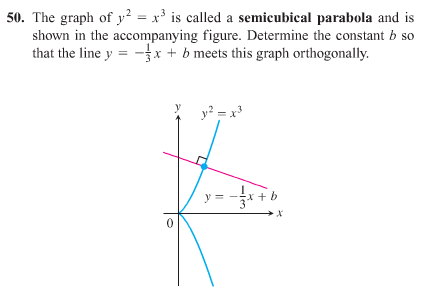 50. The graph of y² = x³ is called a semicubical parabola and is
shown in the accompanying figure. Determine the constant b so
that the line y = −1/3x + b meets this graph orthogonally.
y
y² = x³
y = −1/3x + b
x
0